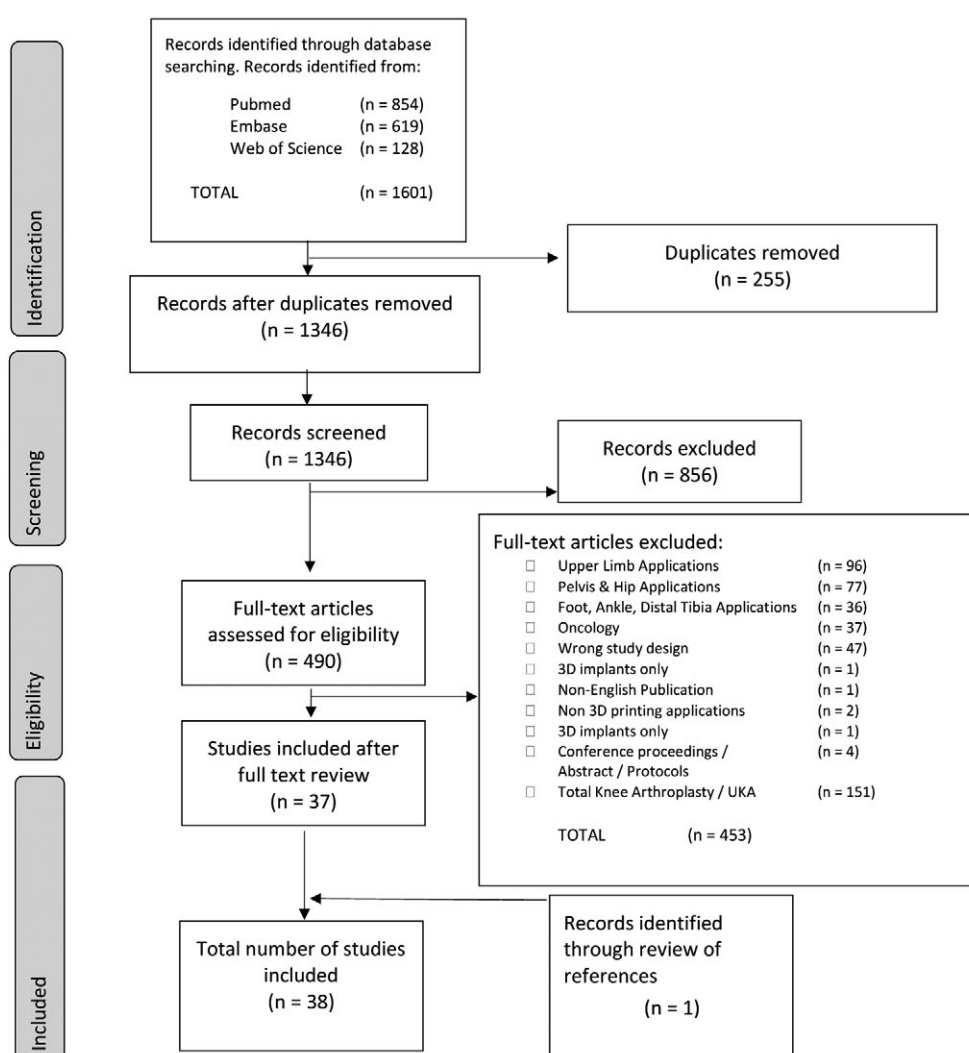 Identification
Records identified through database
searching. Records identified from:
Pubmed (n = 854)
Embase (n = 619)
Web of Science (n = 128)
TOTAL (n = 1601)
Duplicates removed
(n = 255)
Records after duplicates removed
(n = 1346)
Screening
Records screened
(n = 1346)
Records excluded
(n = 856)
Eligibility
Full-text articles
assessed for eligibility
(n = 490)
Full-text articles excluded:
Upper Limb Applications (n = 96)
Pelvis & Hip Applications (n = 77)
Foot, Ankle, Distal Tibia Applications (n = 36)
Oncology (n = 37)
Wrong study design (n = 47)
3D implants only (n = 1)
Non-English Publication (n = 1)
Non 3D printing applications (n = 2)
3D implants only (n = 1)
Conference proceedings / (n = 4)
Abstract / Protocols
Total Knee Arthroplasty / UKA (n = 151)
TOTAL (n = 453)
Studies included after
full text review
(n = 37)
Included
Total number of studies
included
(n = 38)
Records identified
through review of
references
(n = 1)